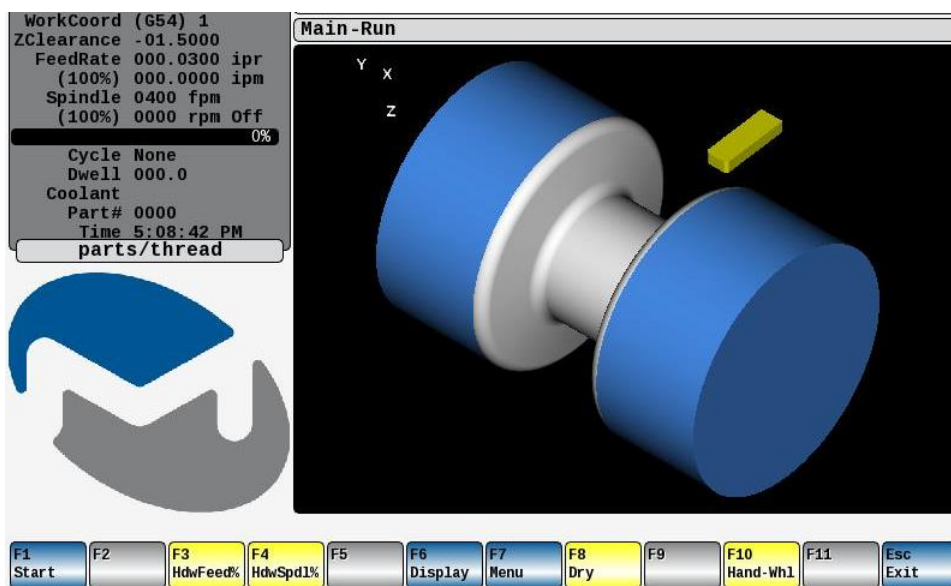 WorkCoord (G54) 1
ZClearance -01.5000
FeedRate 000.0300 ipr
(100%) 000.0000 ipm
Spindle 0400 fpm
(100%) 0000 rpm Off
0%
Cycle None
Dwell 000.0
Coolant
Part# 0000
Time 5:08:42 PM
parts/thread
Main-Run
Y
X
Z
F1 Start
F2
F3 HdwFeed%
F4 HdwSpdl%
F5
F6 Display
F7 Menu
F8 Dry
F9
F10 Hand-Whl
F11
Esc Exit